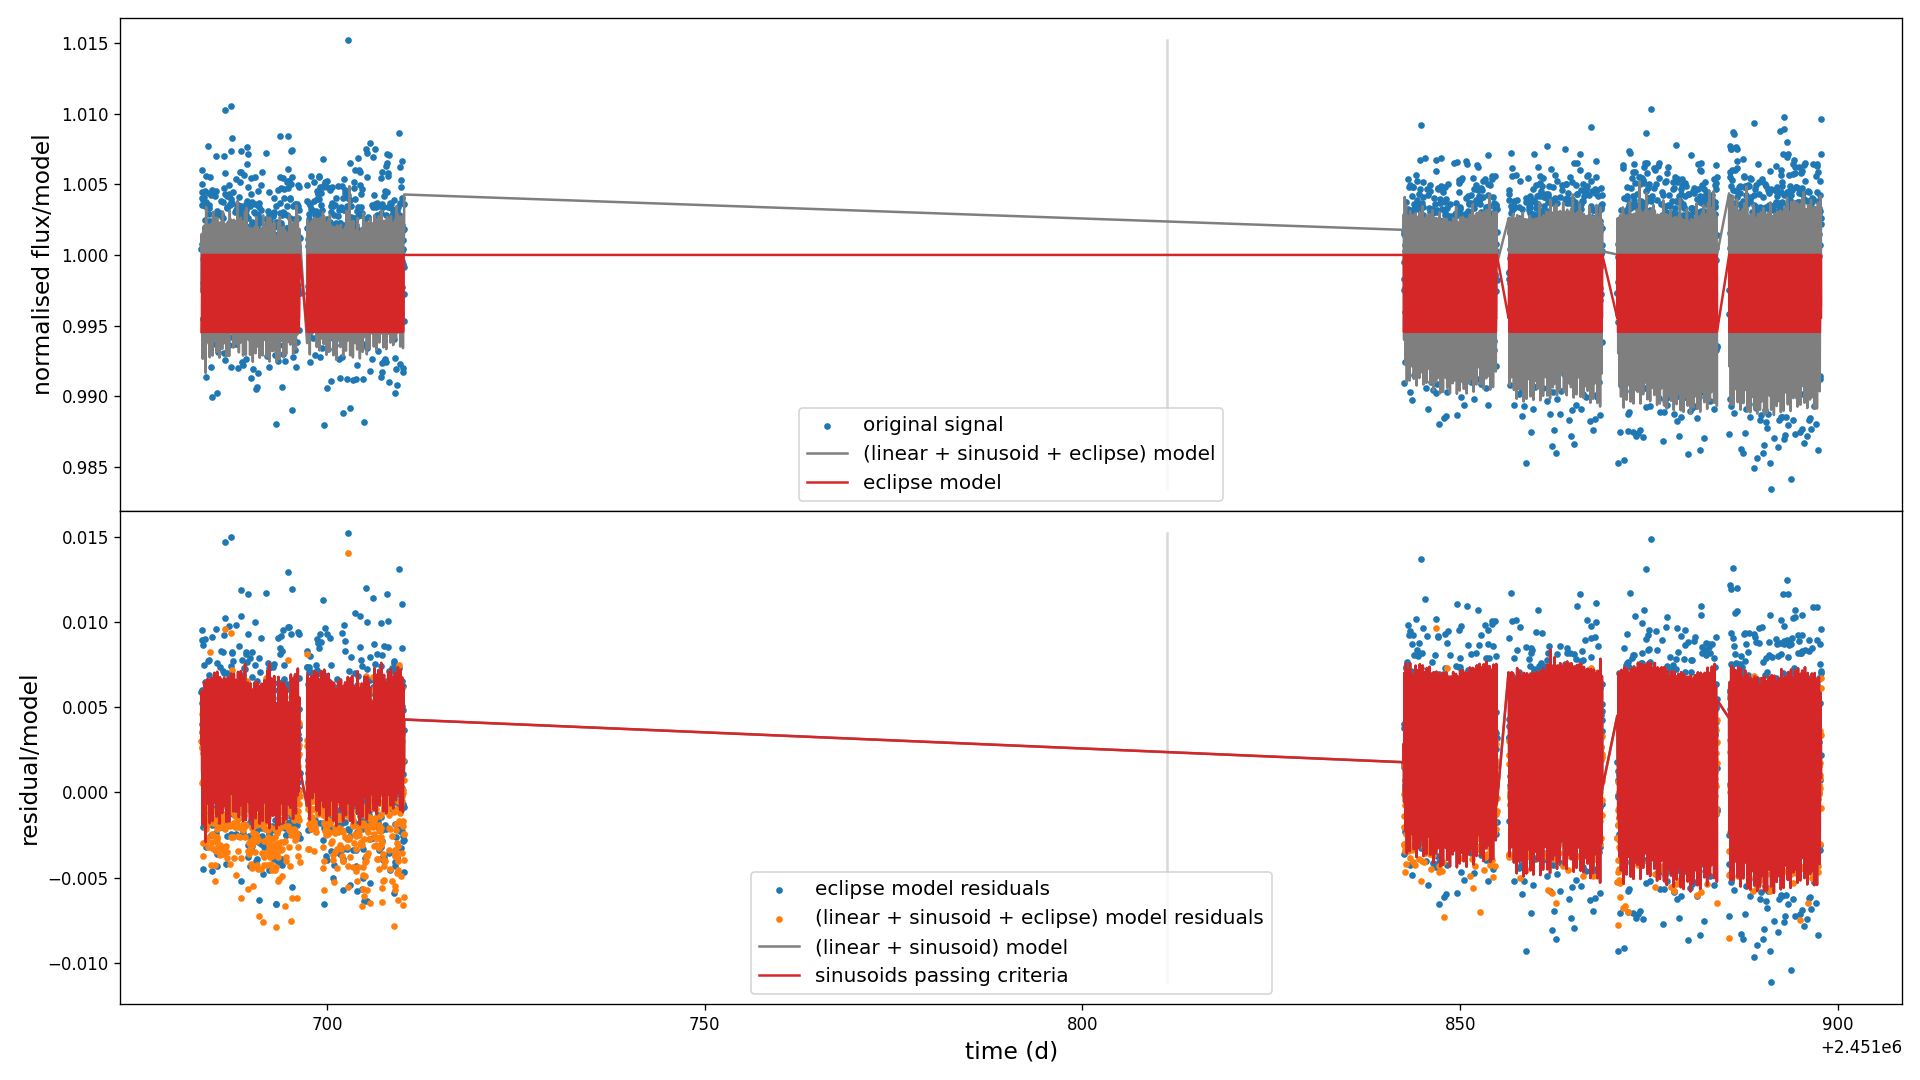 1.015
1.010
1.005
1.000
0.995
0.990
0.985
normalised flux/model
original signal
(linear + sinusoid + eclipse) model
eclipse model
0.015
0.010
0.005
0.000
−0.005
−0.010
residual/model
eclipse model residuals
(linear + sinusoid + eclipse) model residuals
(linear + sinusoid) model
sinusoids passing criteria
700 750 800 850 900
time (d)
+2.451e6